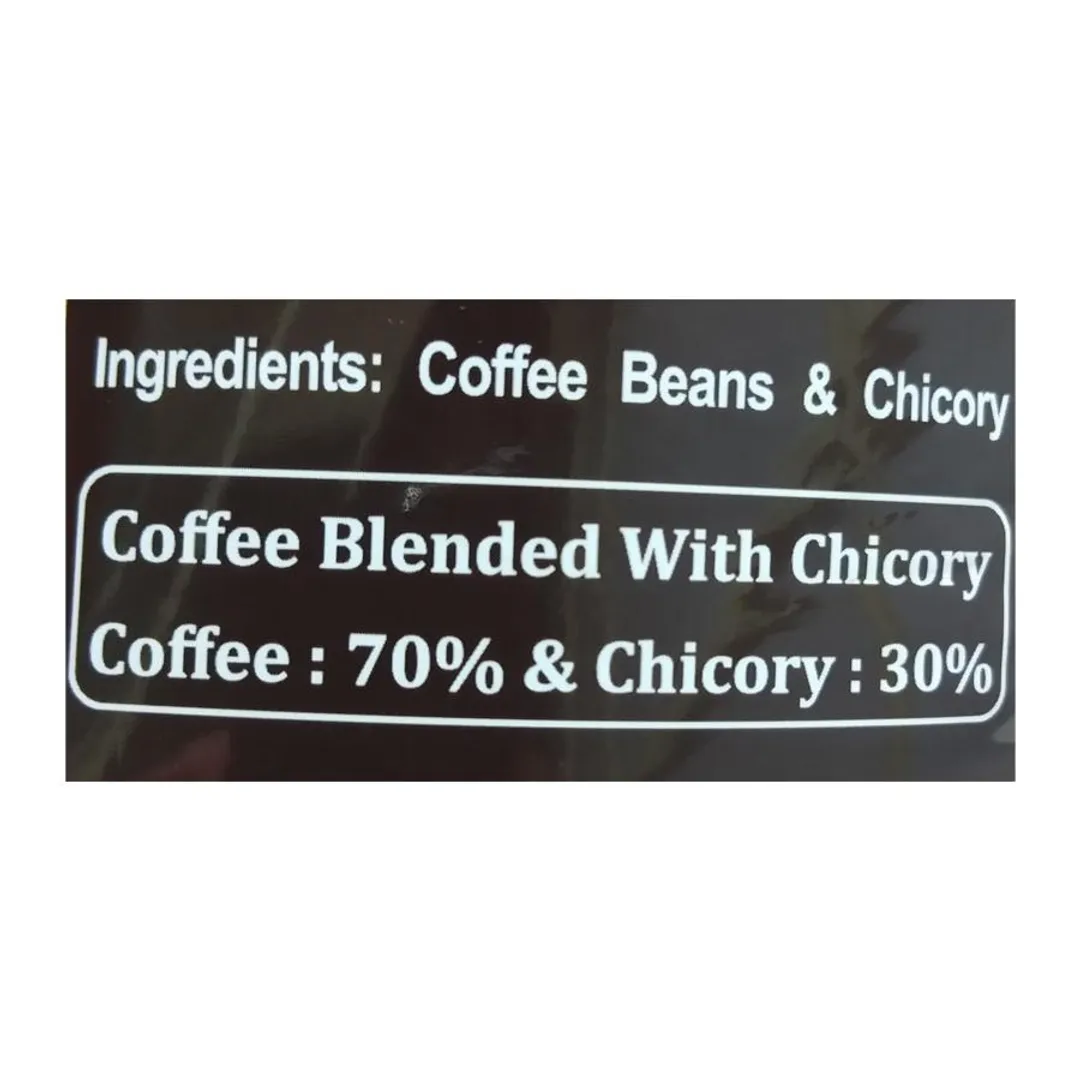 Ingredients: Coffee Beans & Chicory
Coffee Blended With Chicory
Coffee : 70% & Chicory : 30%